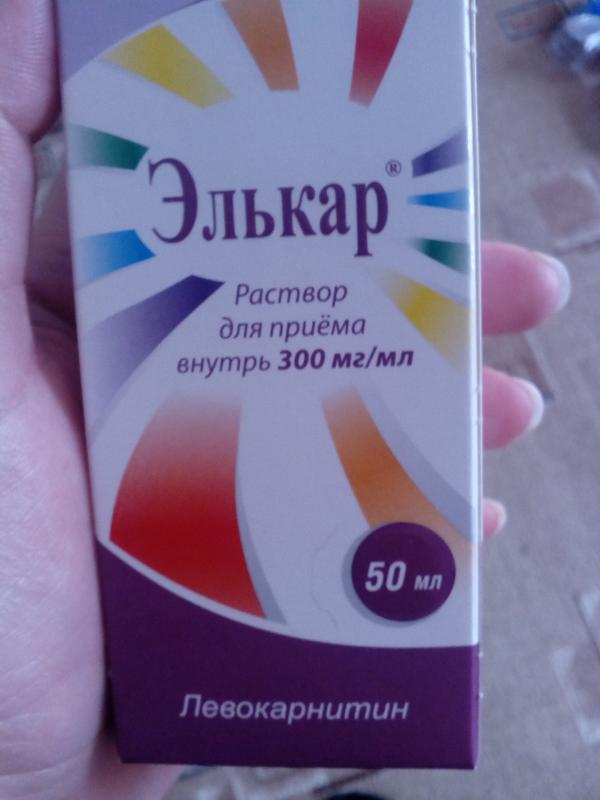 Элькар®
Раствор
для приёма
внутрь 300 мг/мл
50 мл
Левокарнитин